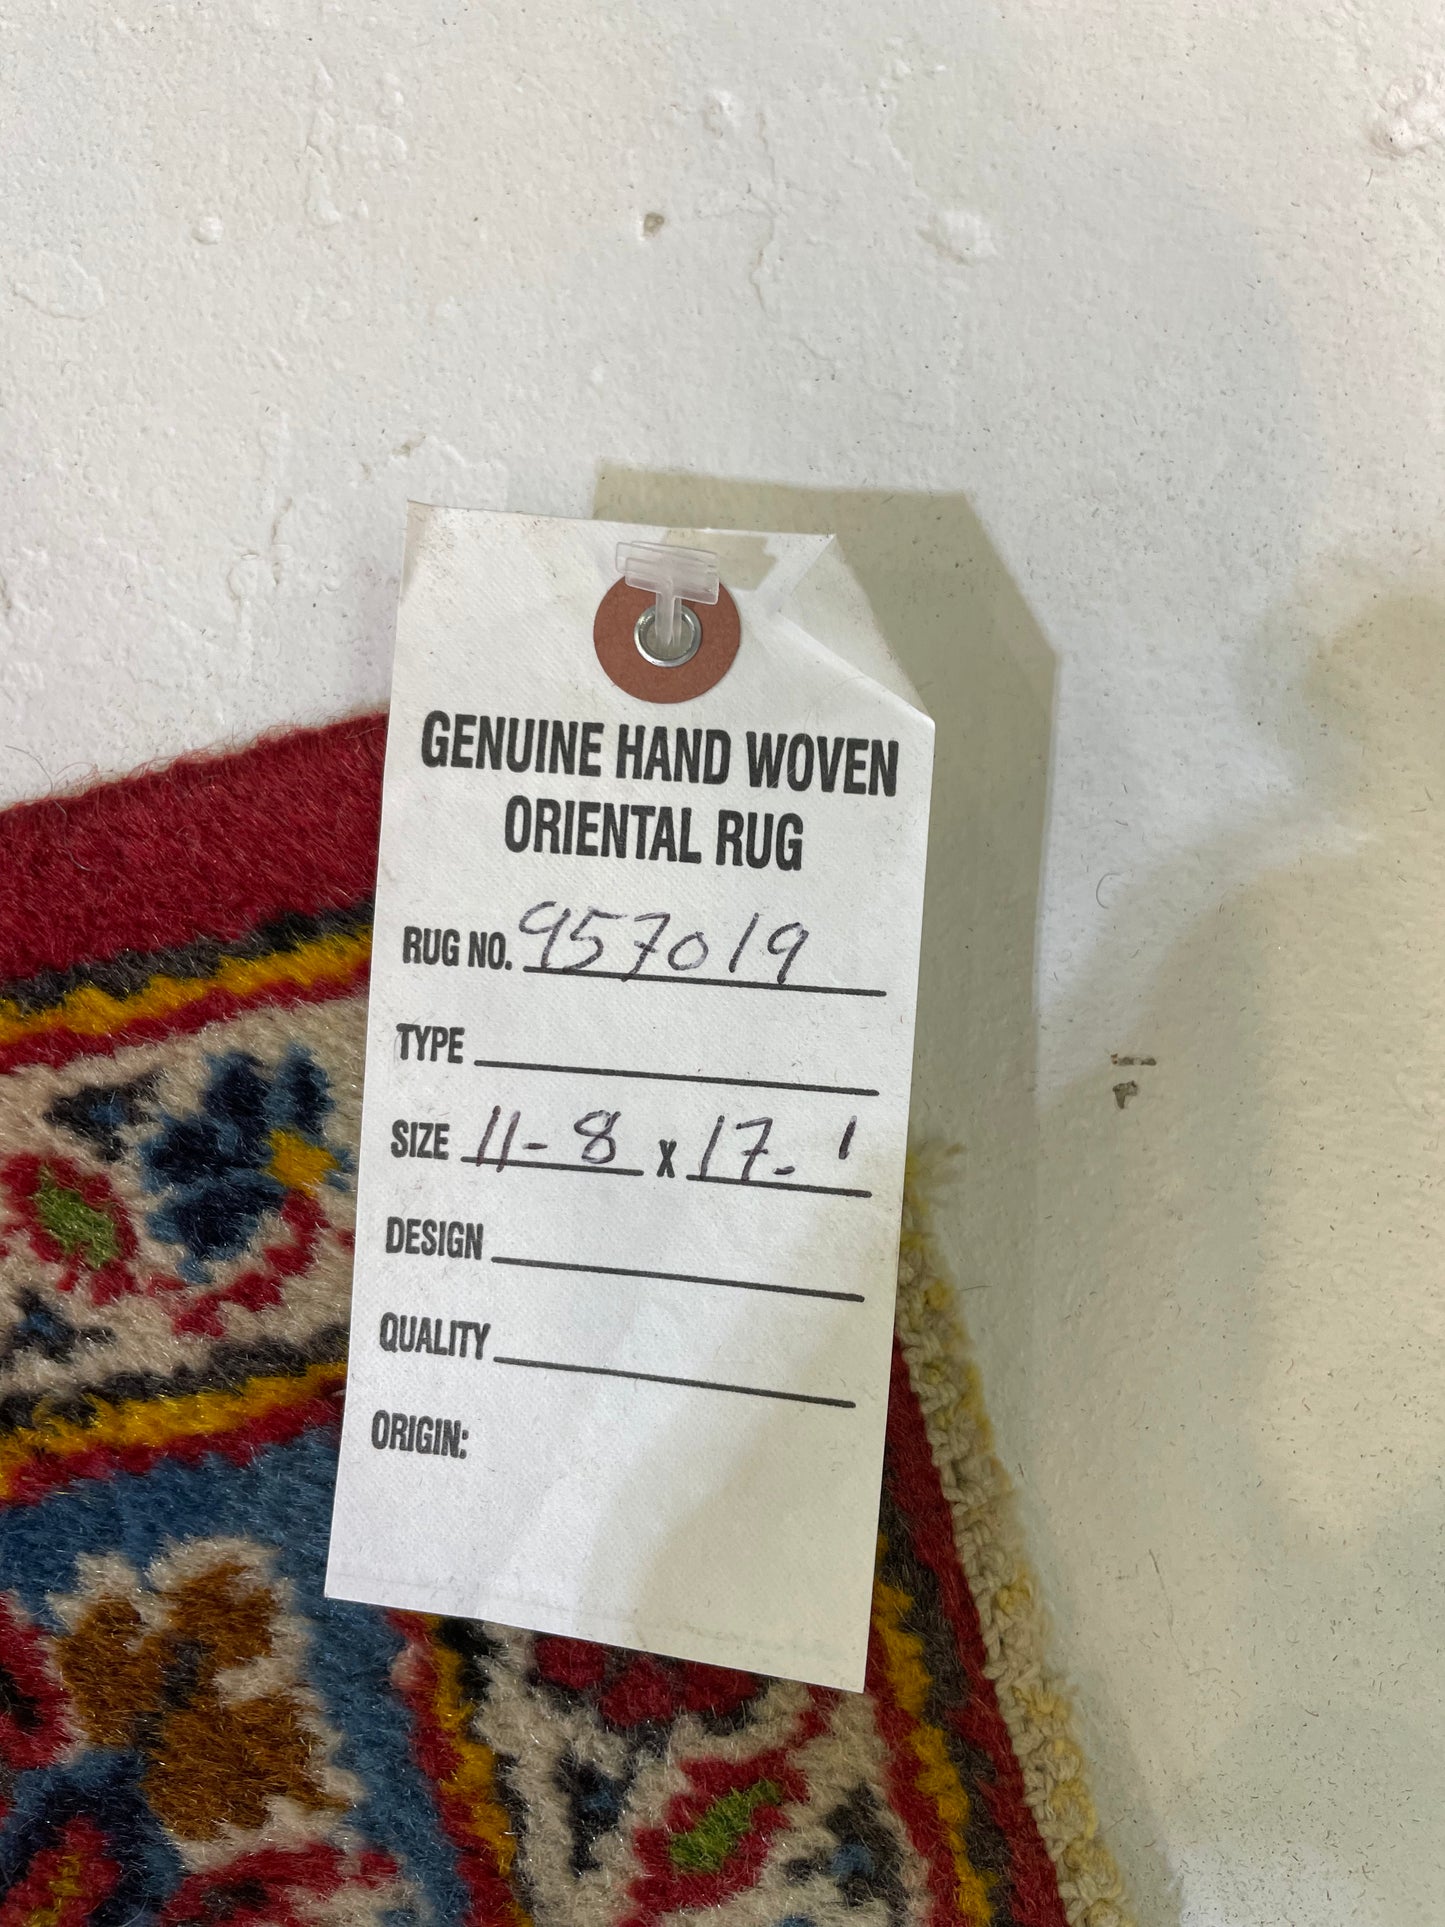 GENUINE HAND WOVEN
ORIENTAL RUG
RUG NO. 957019
TYPE
SIZE 11-8 x 17-1
DESIGN
QUALITY
ORIGIN: